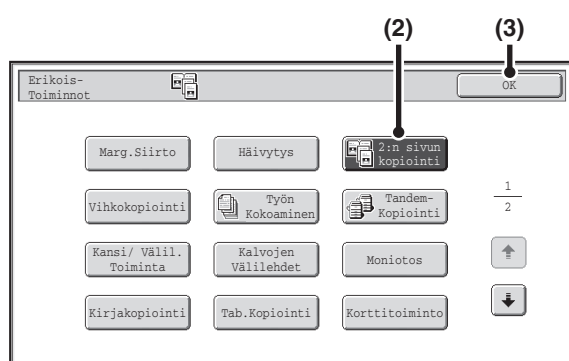 (2) (3)
Erikois-
Toiminnot
OK
Marg.Siirto
Häivytys
2:n sivun
kopiointi
Vihkokopiointi
Työn
Kokoaminen
Tandem-
Kopiointi
1
2
Kansi/ Välil.
Toiminta
Kalvojen
Välilehdet
Moniotos
Kirjakopiointi
Tab.Kopiointi
Korttitoiminto